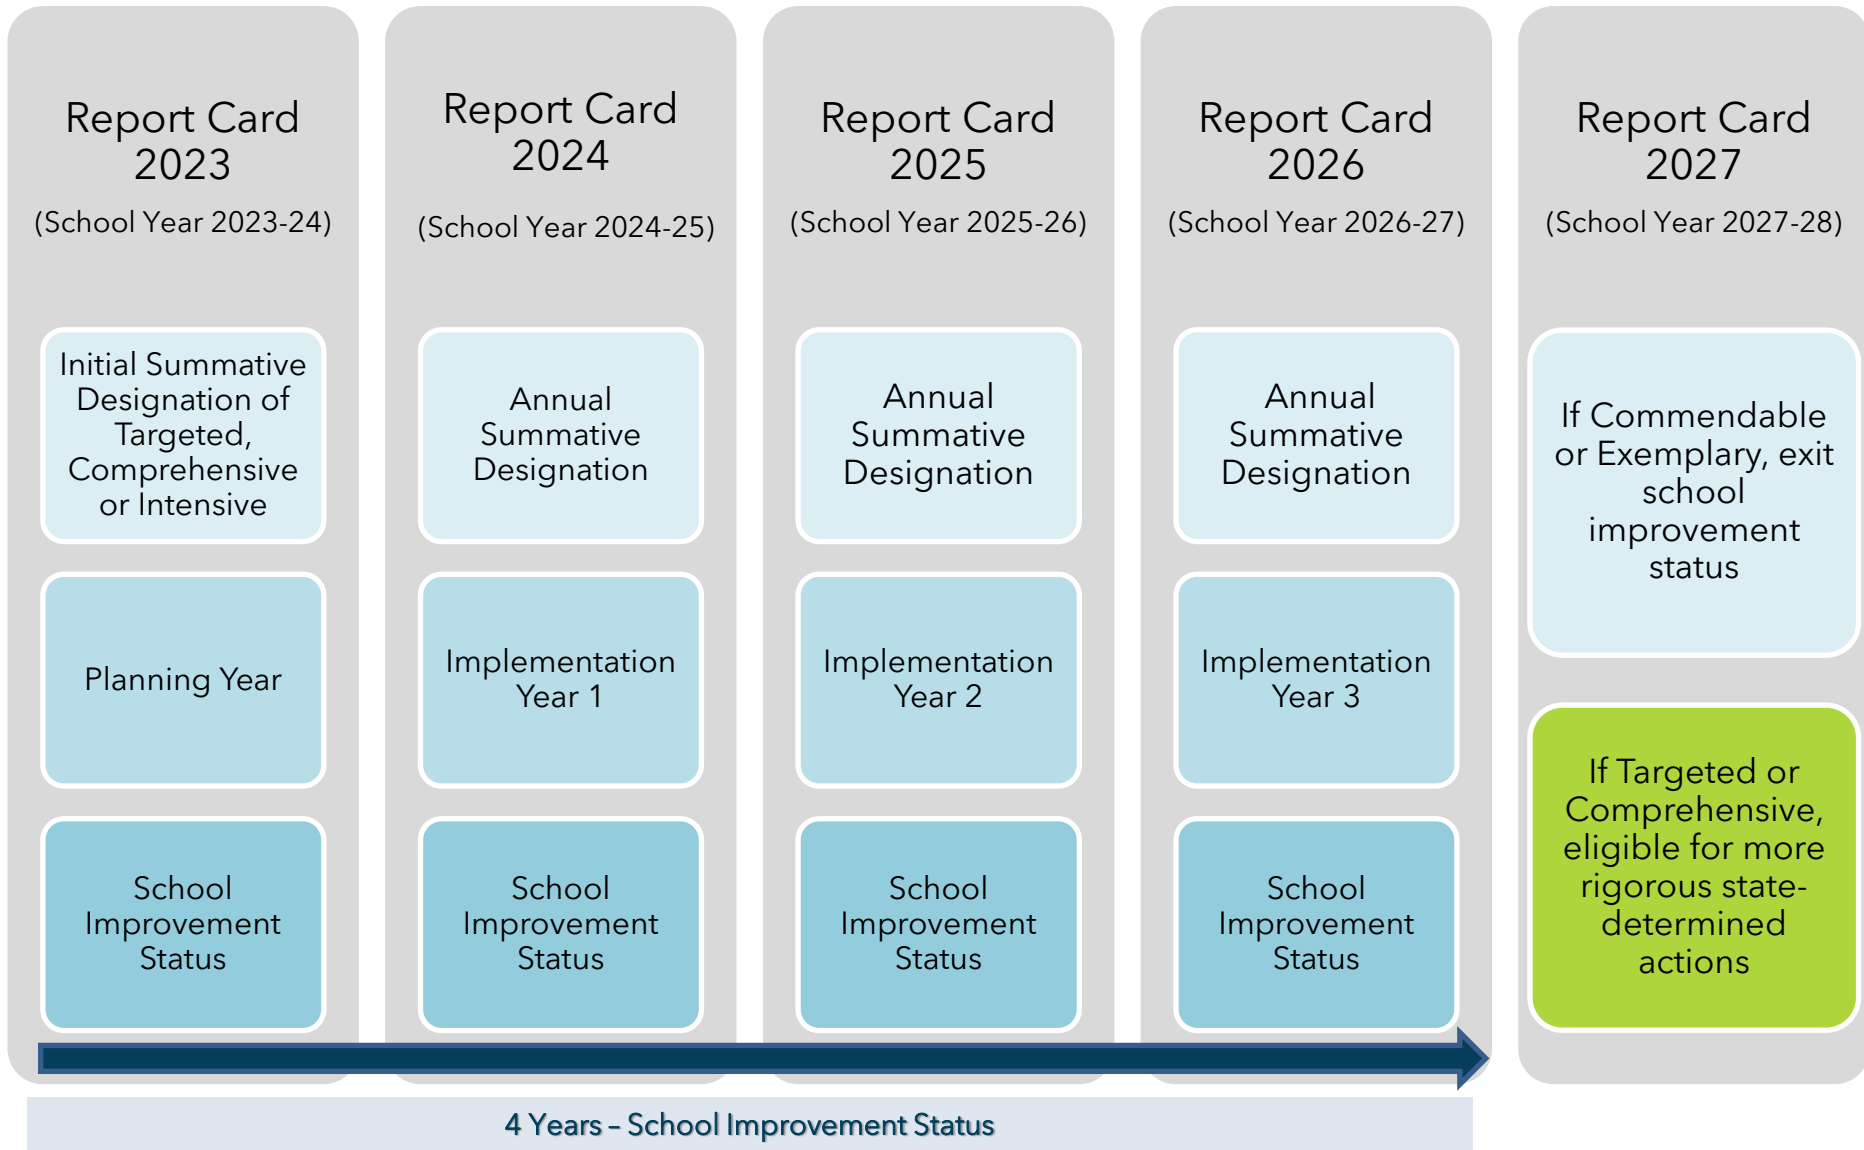 Report Card
2023
(School Year 2023-24)
Initial Summative
Designation of
Targeted,
Comprehensive
or Intensive
Planning Year
School
Improvement
Status
Report Card
2024
(School Year 2024-25)
Annual
Summative
Designation
Implementation
Year 1
School
Improvement
Status
Report Card
2025
(School Year 2025-26)
Annual
Summative
Designation
Implementation
Year 2
School
Improvement
Status
Report Card
2026
(School Year 2026-27)
Annual
Summative
Designation
Implementation
Year 3
School
Improvement
Status
Report Card
2027
(School Year 2027-28)
If Commendable
or Exemplary, exit
school
improvement
status
If Targeted or
Comprehensive,
eligible for more
rigorous state-
determined
actions
4 Years – School Improvement Status